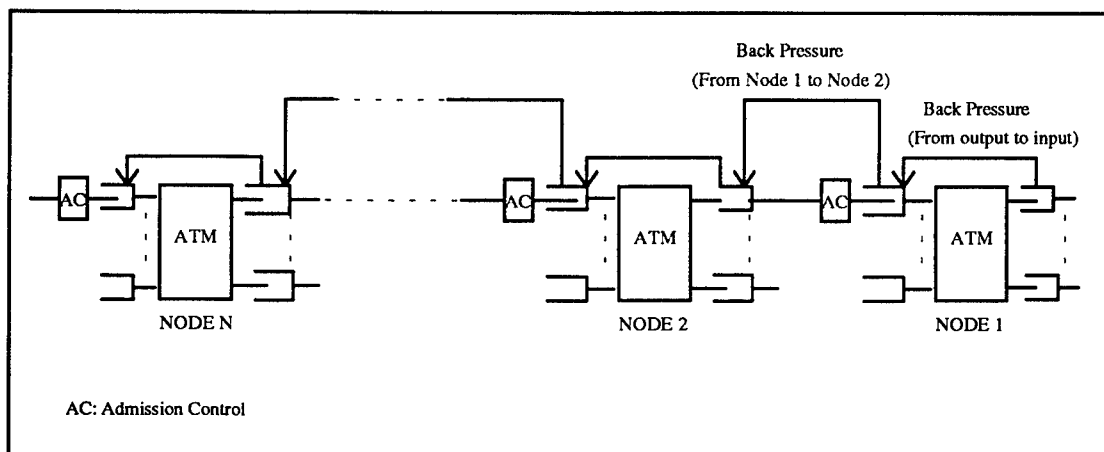 Back Pressure
(From Node 1 to Node 2)
Back Pressure
(From output to input)
AC
ATM
AC
ATM
AC
ATM
NODE N
NODE 2
NODE 1
AC: Admission Control